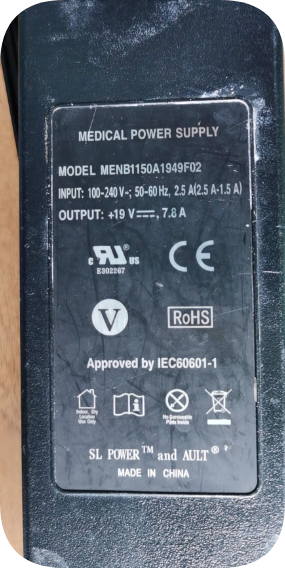 MEDICAL POWER SUPPLY
MODEL MENB1150A1949F02
INPUT: 100-240 V~; 50-60 Hz, 2.5 A(2.5 A-1.5 A)
OUTPUT: +19 V⎓, 7.8 A
c RU® US
E302267
CE
V
RoHS
Approved by IEC60601-1
Indoor, Dry
Location
Use Only
No Serviceable
Parts Inside
SL POWER™ and AULT®
MADE IN CHINA